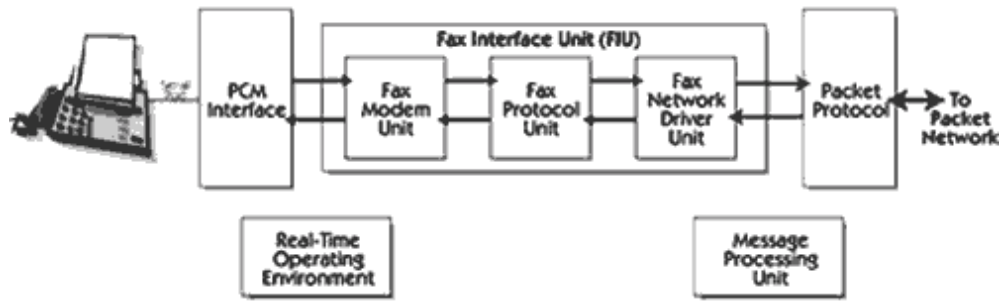 Fax Interface Unit (FIU)
PCM
Interface
Fax
Modem
Unit
Fax
Protocol
Unit
Fax
Network
Driver
Unit
Packet
Protocol
To
Packet
Network
Real-Time
Operating
Environment
Message
Processing
Unit